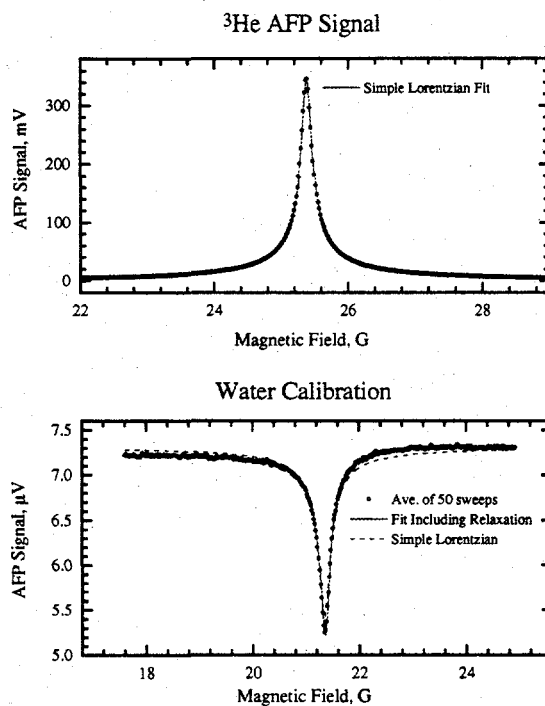 ³He AFP Signal
AFP Signal, mV
300
200
100
0
Simple Lorentzian Fit
22
24
26
28
Magnetic Field, G
Water Calibration
AFP Signal, µV
7.5
7.0
6.5
6.0
5.5
5.0
Ave. of 50 sweeps
Fit Including Relaxation
Simple Lorentzian
18
20
22
24
Magnetic Field, G